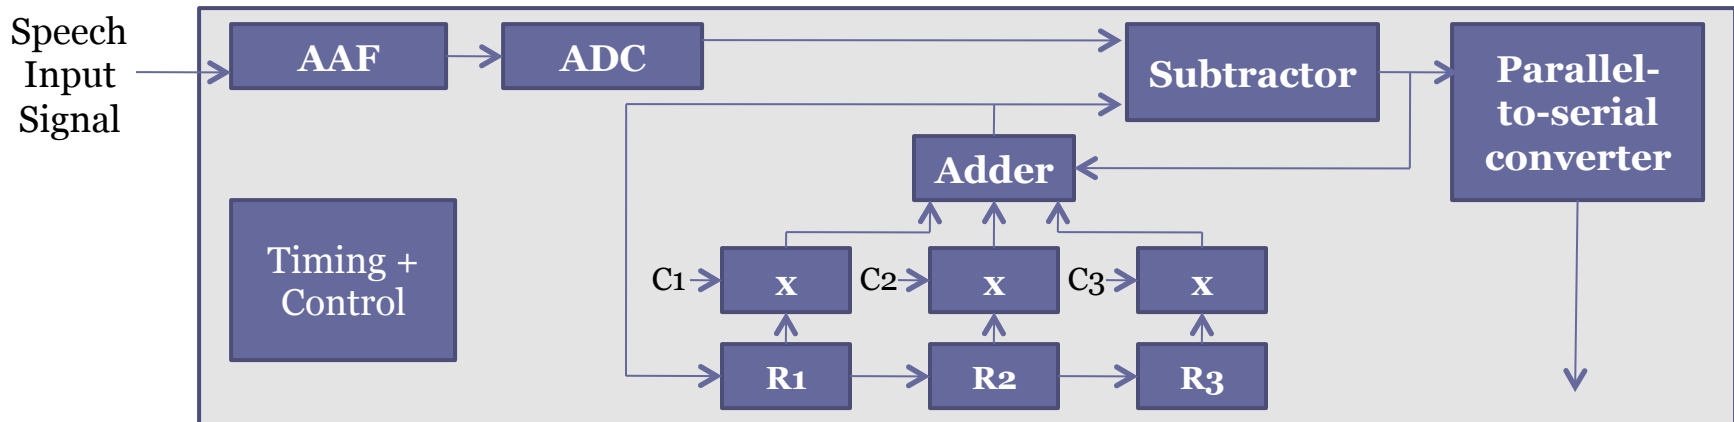 Speech
Input
Signal
AAF
ADC
Subtractor
Parallel-
to-serial
converter
Adder
Timing +
Control
C1
x
C2
x
C3
x
R1
R2
R3